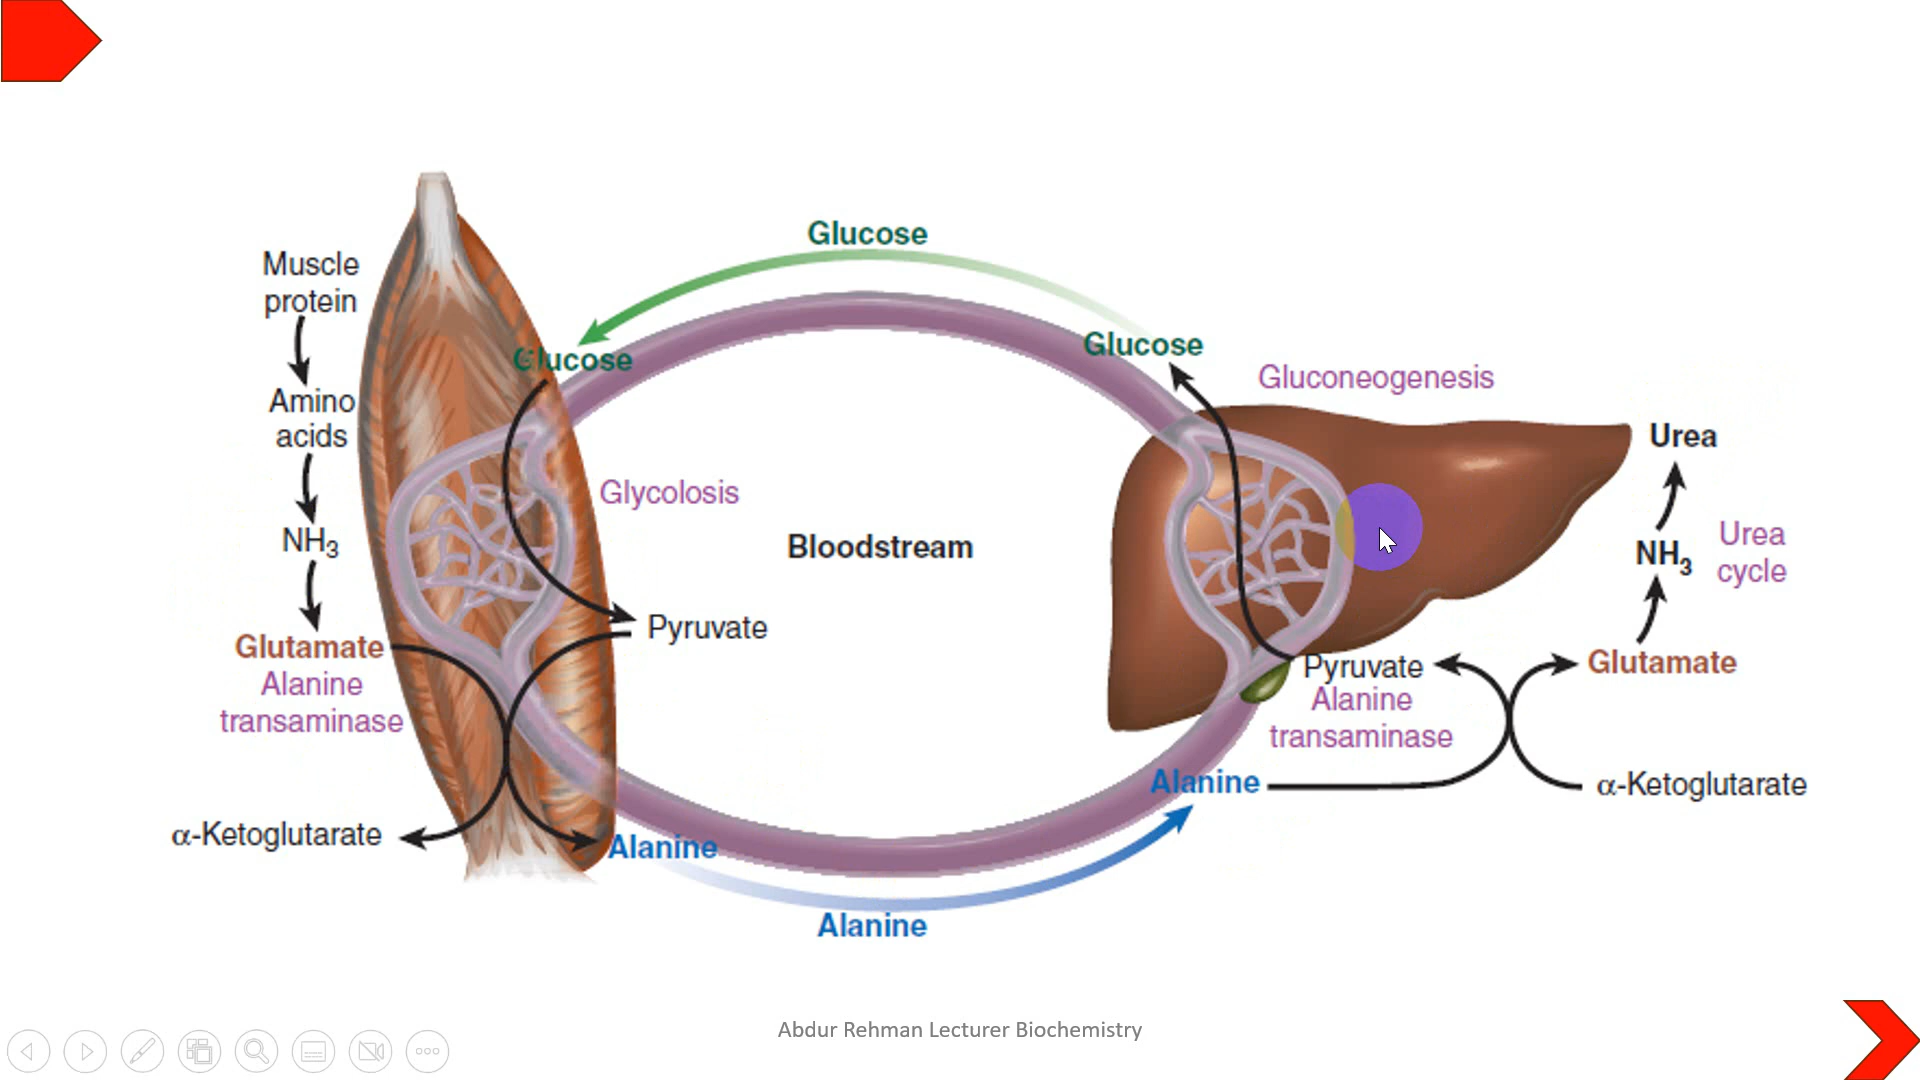 Glucose
Muscle
protein
Glucose
Glucose
Gluconeogenesis
Amino
acids
Urea
Glycolosis
NH3
Bloodstream
NH3
Urea
cycle
Pyruvate
Glutamate
Alanine
transaminase
Pyruvate
Alanine
transaminase
Glutamate
Alanine
α-Ketoglutarate
α-Ketoglutarate
Alanine
Alanine
Abdur Rehman Lecturer Biochemistry